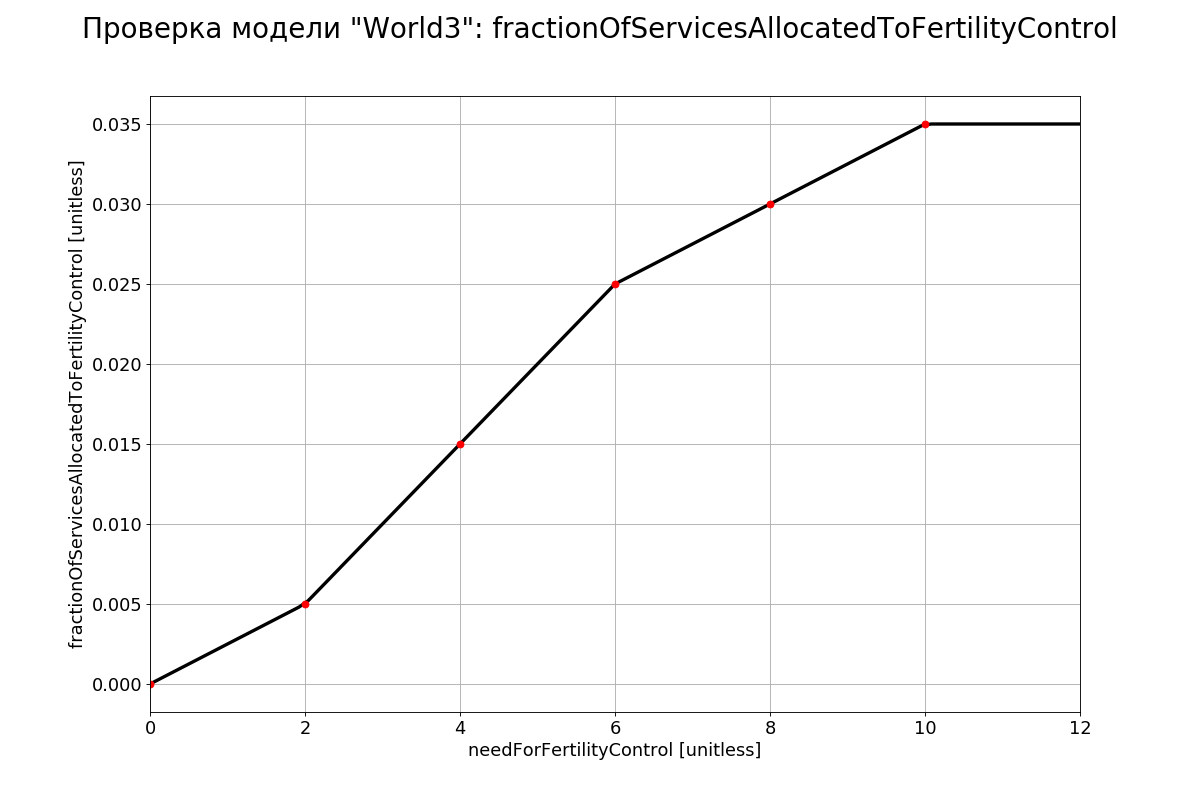 Проверка модели "World3": fractionOfServicesAllocatedToFertilityControl
fractionOfServicesAllocatedToFertilityControl [unitless]
0.035
0.030
0.025
0.020
0.015
0.010
0.005
0.000
0 2 4 6 8 10 12
needForFertilityControl [unitless]